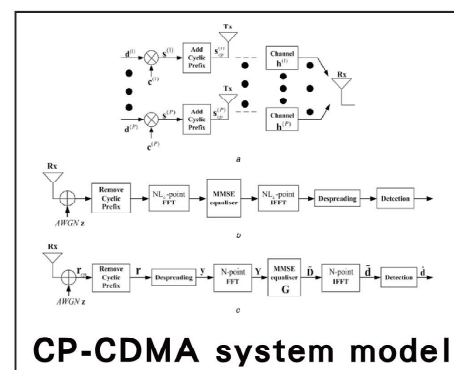 Tx
d^(1) s^(1) Add Cyclic Prefix s_cp^(1) Channel h^(1)
c^(1)
Rx
Tx
d^(P) s^(P) Add Cyclic Prefix s_cp^(P) Channel h^(P)
c^(P)
a
Rx
Remove Cyclic Prefix NL_s-point FFT MMSE equaliser NL_s-point IFFT Despreading Detection
AWGN z
b
Rx
r_cp Remove Cyclic Prefix r Despreading y N-point FFT Y MMSE equaliser G D̃ N-point IFFT d̃ Detection d̂
AWGN z
c
CP-CDMA system model